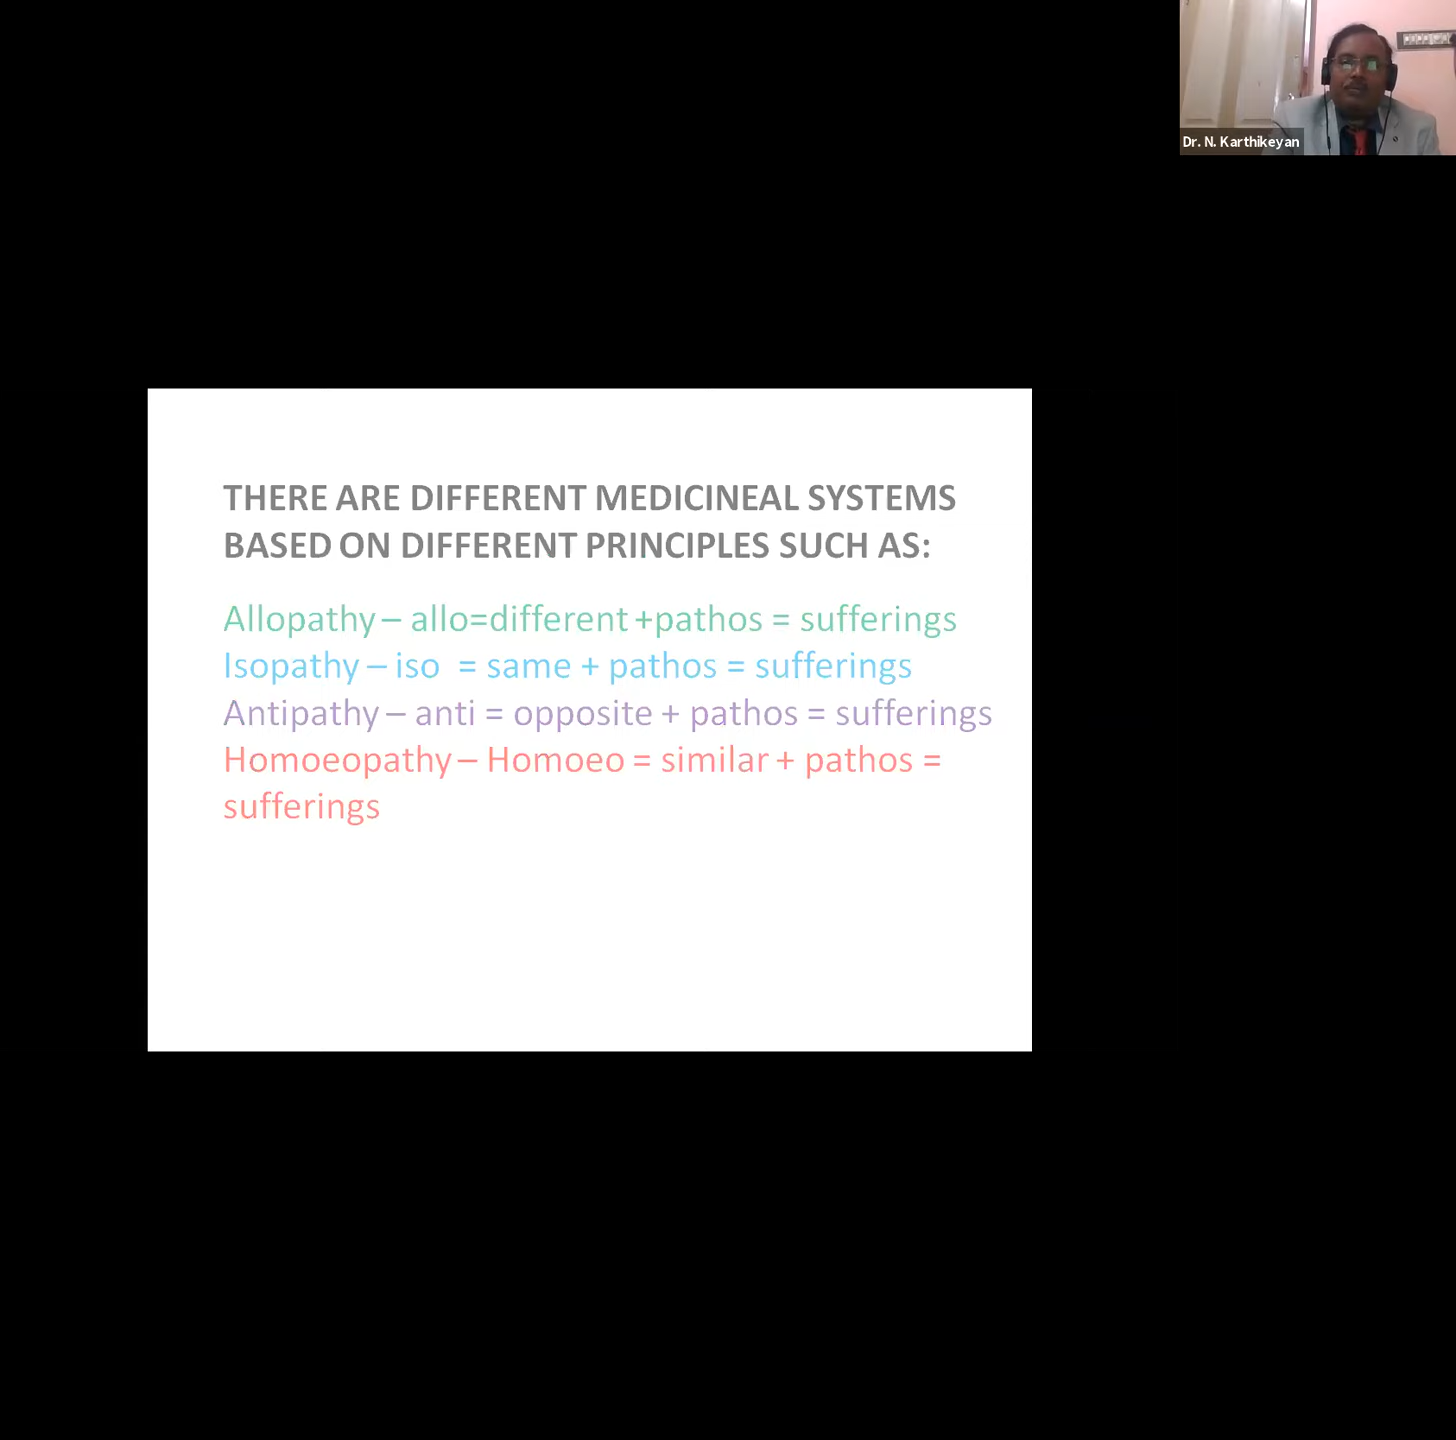 Dr. N. Karthikeyan
THERE ARE DIFFERENT MEDICINEAL SYSTEMS
BASED ON DIFFERENT PRINCIPLES SUCH AS:
Allopathy – allo=different +pathos = sufferings
Isopathy – iso  = same + pathos = sufferings
Antipathy – anti = opposite + pathos = sufferings
Homoeopathy – Homoeo = similar + pathos =
sufferings